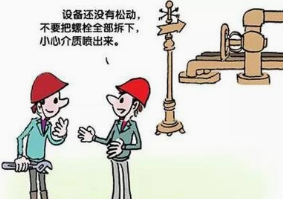 设备还没有松动，
不要把螺栓全部拆下，
小心介质喷出来。